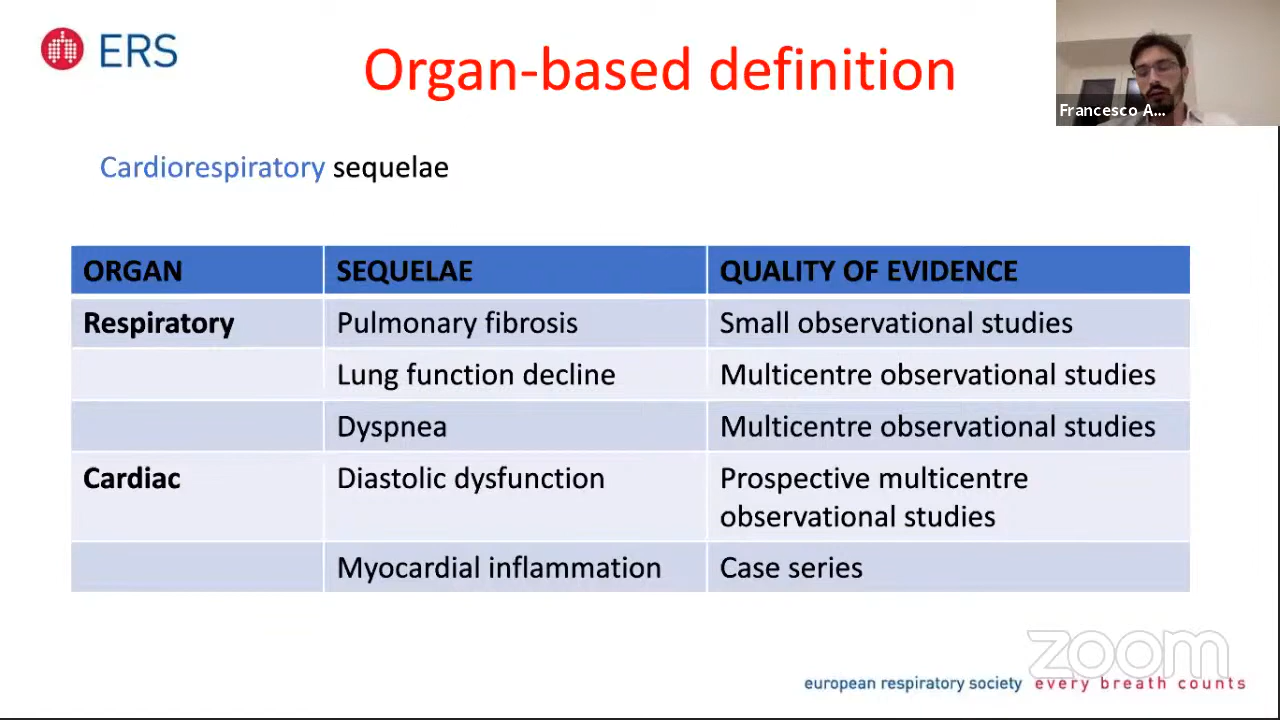 ERS
Organ-based definition
Francesco A...
Cardiorespiratory sequelae
ORGAN SEQUELAE QUALITY OF EVIDENCE
Respiratory Pulmonary fibrosis Small observational studies
Lung function decline Multicentre observational studies
Dyspnea Multicentre observational studies
Cardiac Diastolic dysfunction Prospective multicentre
observational studies
Myocardial inflammation Case series
zoom
european respiratory society every breath counts